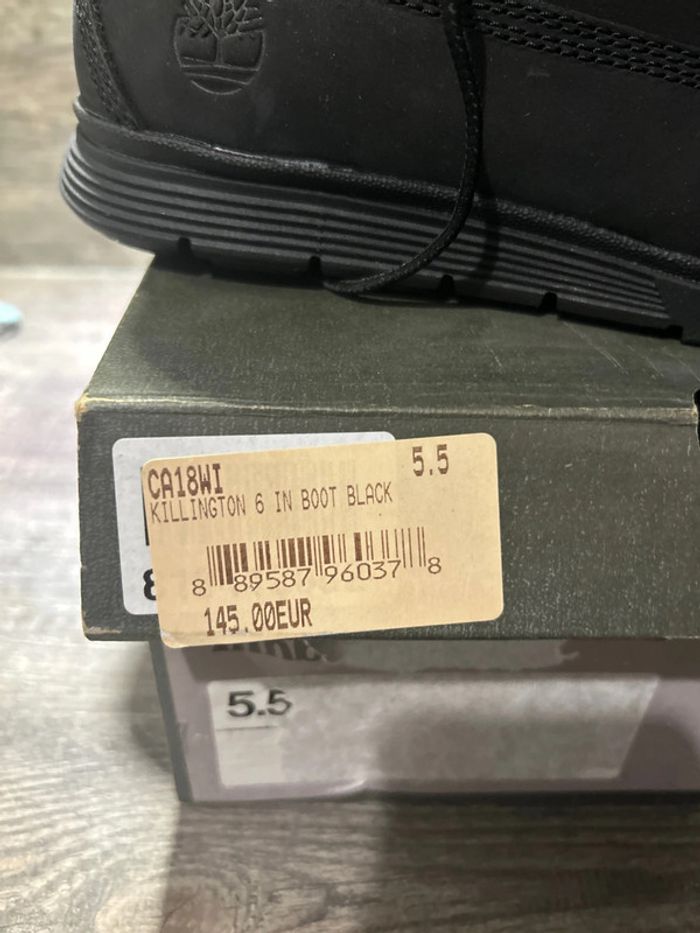 CA18WI
5.5
KILLINGTON 6 IN BOOT BLACK
8 89587 96037 8
145.00EUR
5.5